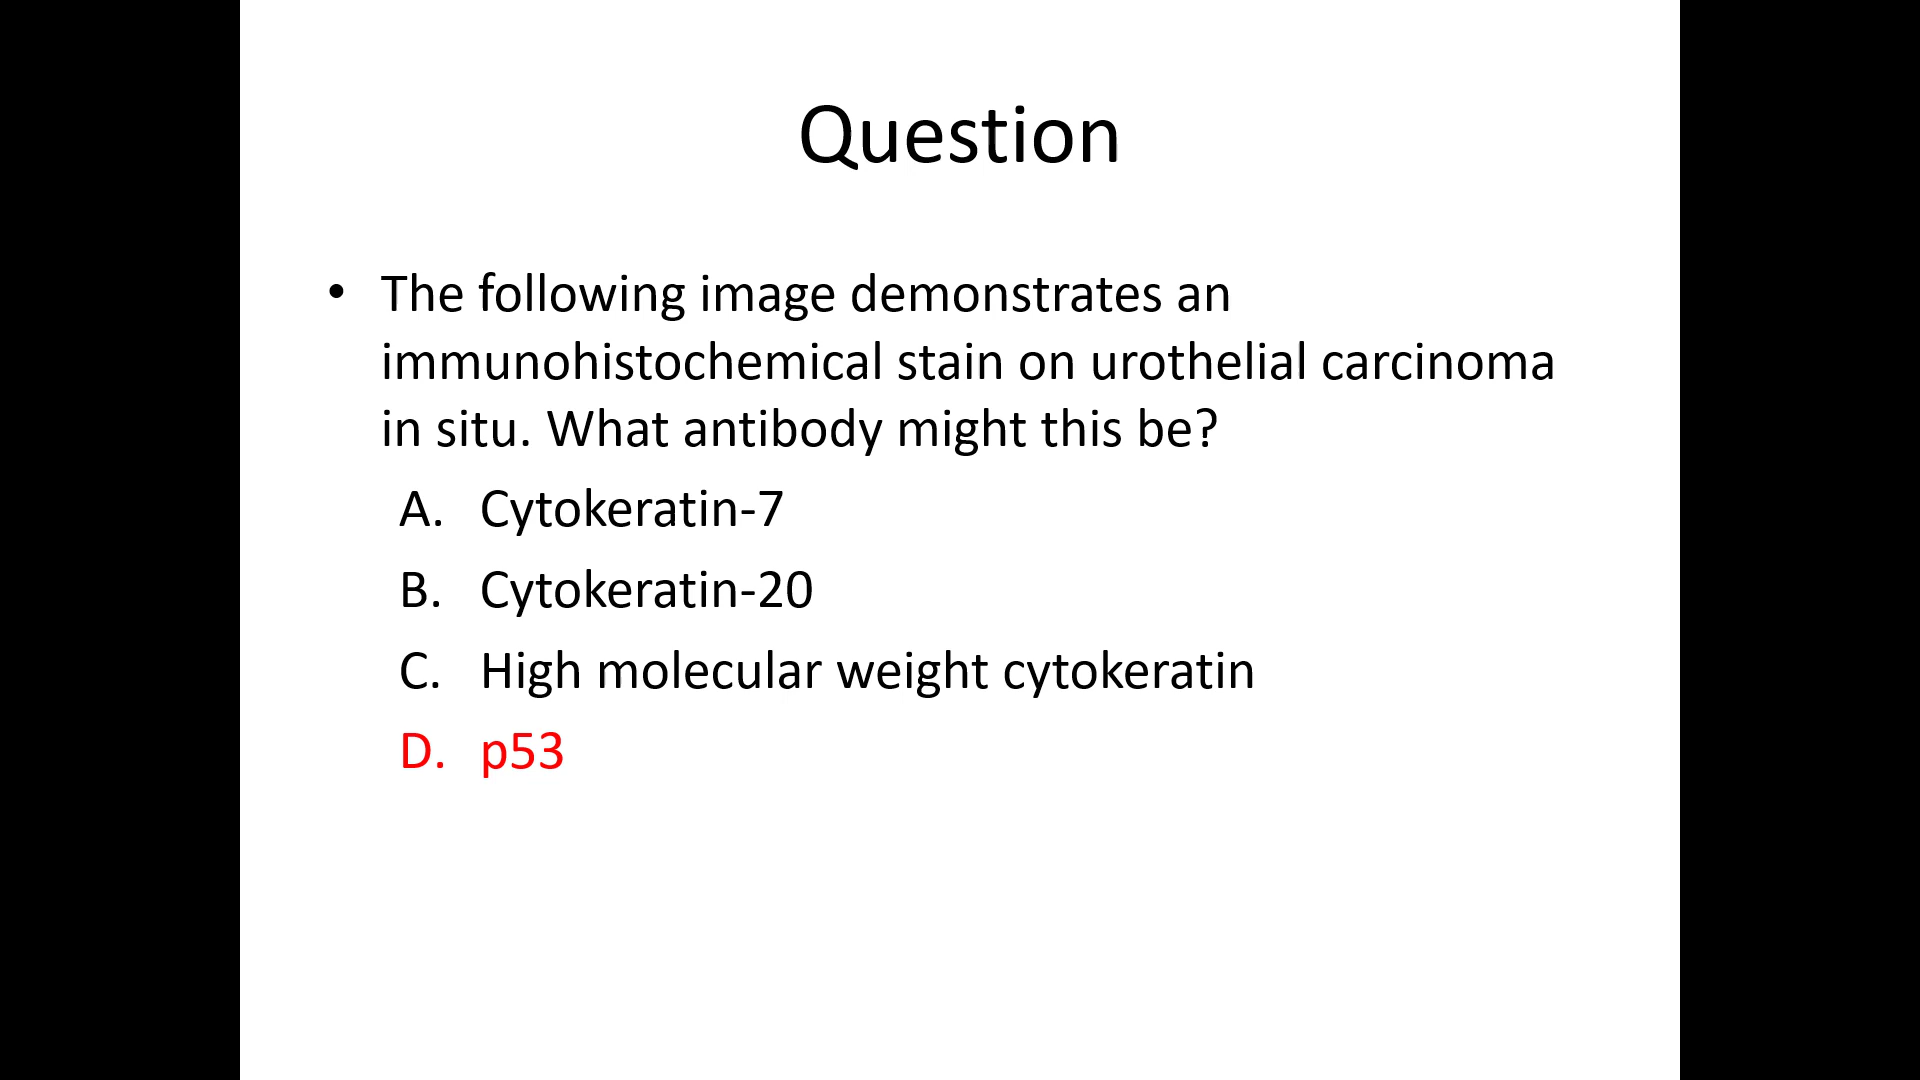 Question
• The following image demonstrates an
immunohistochemical stain on urothelial carcinoma
in situ. What antibody might this be?
A. Cytokeratin-7
B. Cytokeratin-20
C. High molecular weight cytokeratin
D. p53